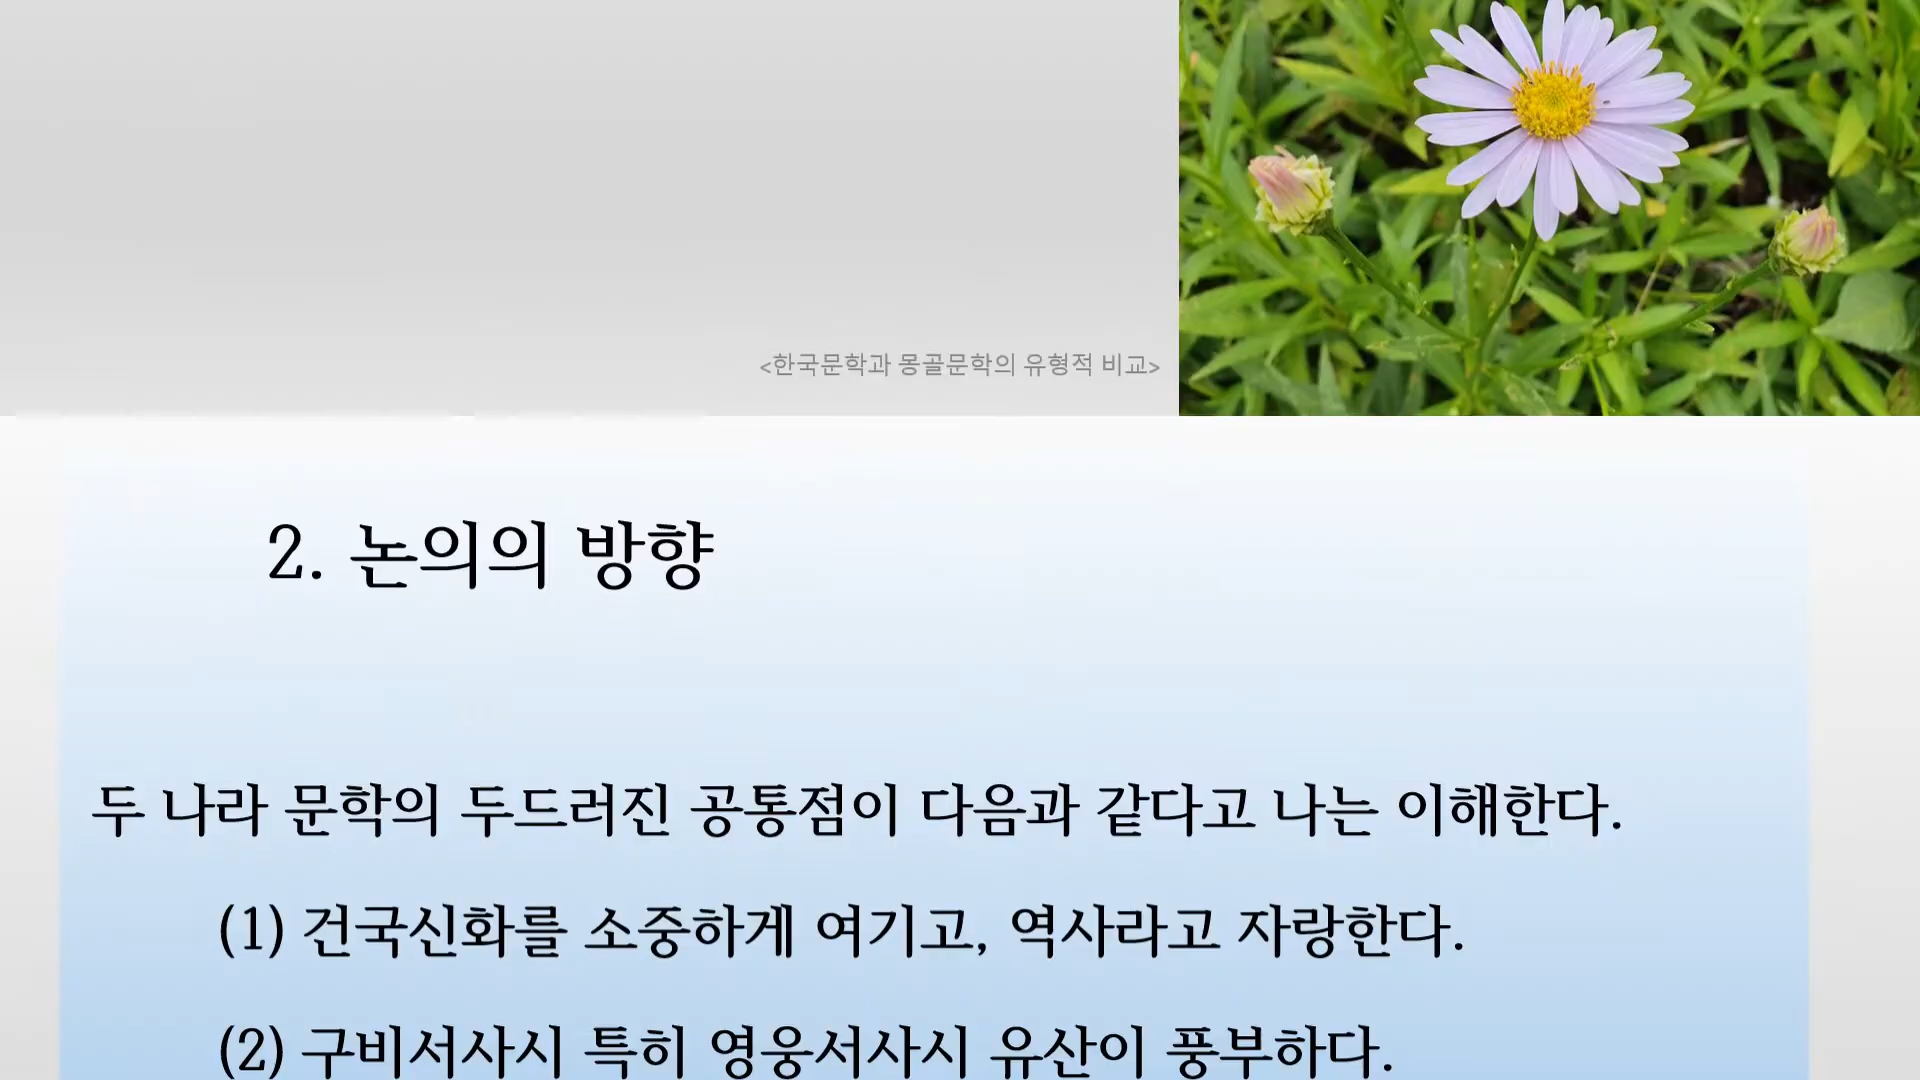 <한국문학과 몽골문학의 유형적 비교>
2. 논의의 방향
두 나라 문학의 두드러진 공통점이 다음과 같다고 나는 이해한다.
(1) 건국신화를 소중하게 여기고, 역사라고 자랑한다.
(2) 구비서사시 특히 영웅서사시 유산이 풍부하다.